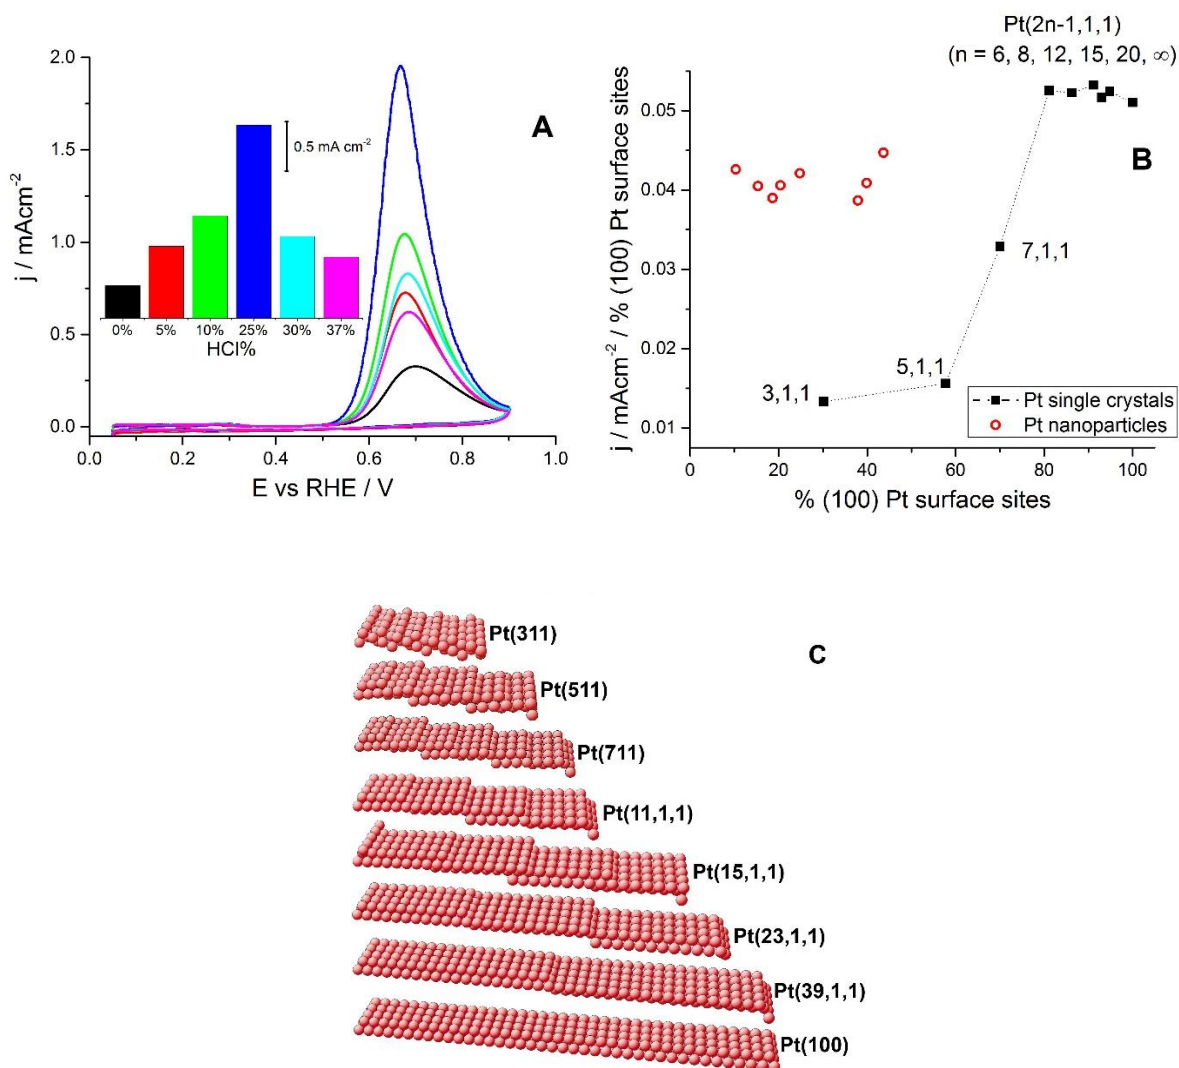 A
j / mAcm⁻²
2.0
1.5
1.0
0.5
0.0
0.0
0.2
0.4
0.6
0.8
1.0
E vs RHE / V
0.5 mA cm⁻²
0%
5%
10%
25%
30%
37%
HCl%
Pt(2n-1,1,1)
(n = 6, 8, 12, 15, 20, ∞)
B
j / mAcm⁻² / % (100) Pt surface sites
0.05
0.04
0.03
0.02
0.01
7,1,1
5,1,1
3,1,1
Pt single crystals
Pt nanoparticles
0
20
40
60
80
100
% (100) Pt surface sites
C
Pt(311)
Pt(511)
Pt(711)
Pt(11,1,1)
Pt(15,1,1)
Pt(23,1,1)
Pt(39,1,1)
Pt(100)